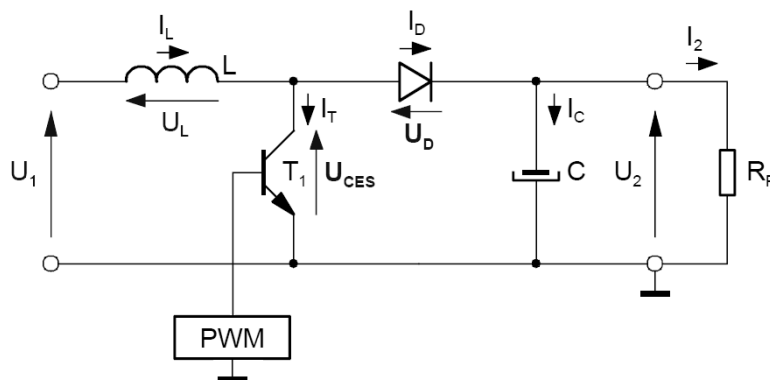 I_L
L
I_D
I_2
U_L
I_T
U_D
I_C
U_1
T_1
U_CES
C
U_2
PWM